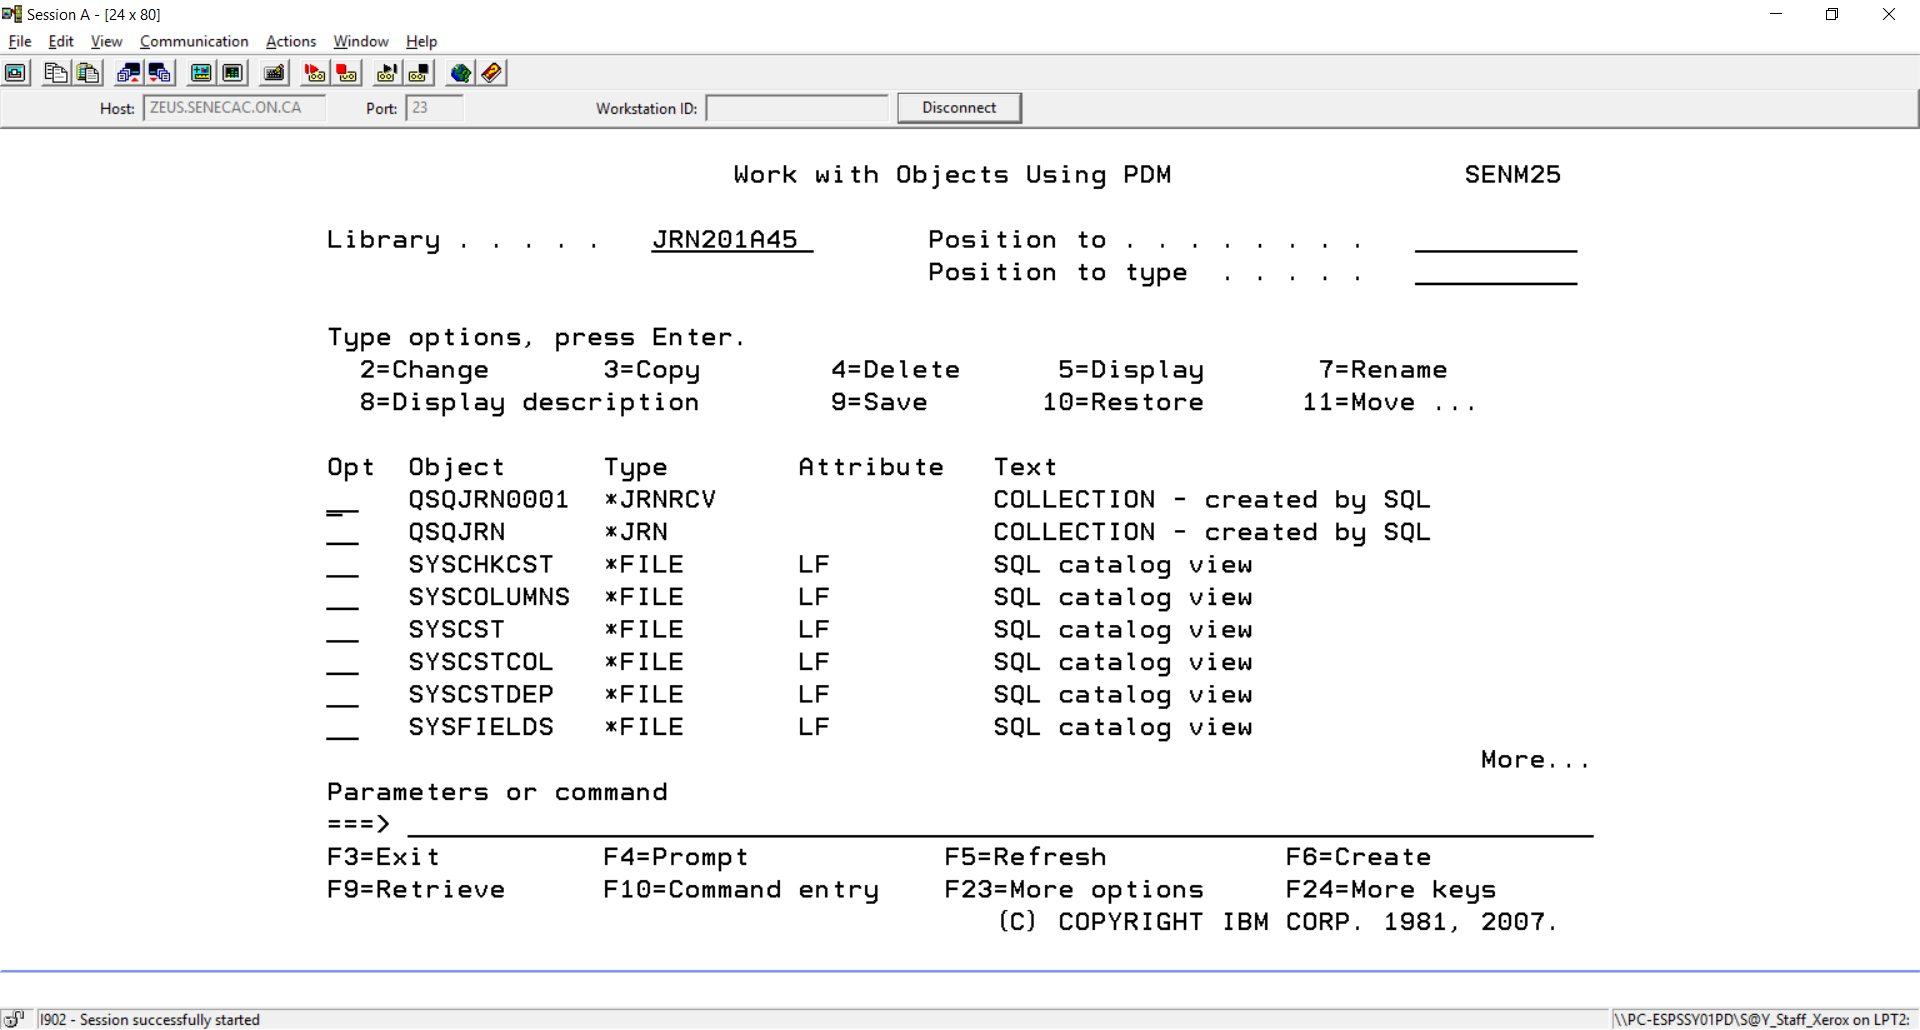 Session A - [24 x 80]
File Edit View Communication Actions Window Help
Host: ZEUS.SENECAC.ON.CA Port: 23 Workstation ID: Disconnect
Work with Objects Using PDM SENM25
Library . . . . . JRN201A45 Position to . . . . . . . .
Position to type . . . . .
Type options, press Enter.
2=Change 3=Copy 4=Delete 5=Display 7=Rename
8=Display description 9=Save 10=Restore 11=Move ...
Opt Object Type Attribute Text
QSQJRN0001 *JRNRCV COLLECTION - created by SQL
QSQJRN *JRN COLLECTION - created by SQL
SYSCHKCST *FILE LF SQL catalog view
SYSCOLUMNS *FILE LF SQL catalog view
SYSCST *FILE LF SQL catalog view
SYSCSTCOL *FILE LF SQL catalog view
SYSCSTDEP *FILE LF SQL catalog view
SYSFIELDS *FILE LF SQL catalog view
More...
Parameters or command
===>
F3=Exit F4=Prompt F5=Refresh F6=Create
F9=Retrieve F10=Command entry F23=More options F24=More keys
(C) COPYRIGHT IBM CORP. 1981, 2007.
I902 - Session successfully started \\PC-ESPSSY01PD\S@Y_Staff_Xerox on LPT2: